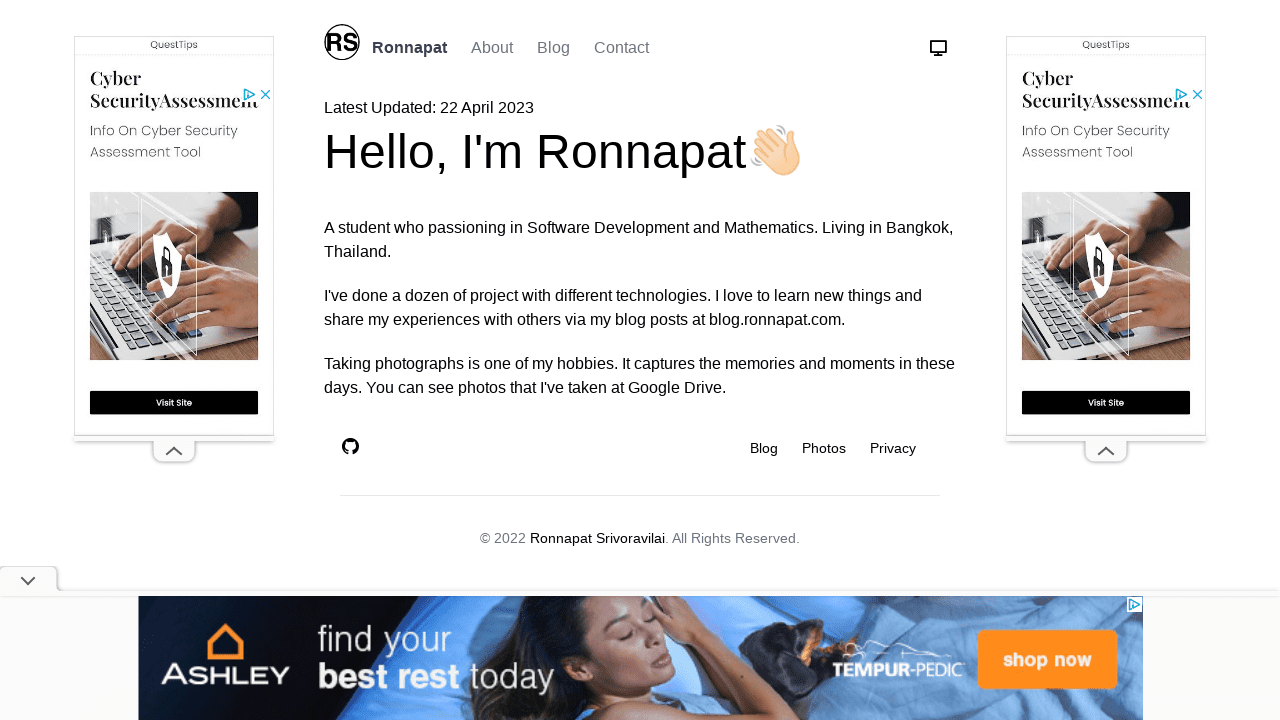 RS
Ronnapat
About
Blog
Contact
Latest Updated: 22 April 2023
Hello, I'm Ronnapat👋🏻
A student who passioning in Software Development and Mathematics. Living in Bangkok,
Thailand.
I've done a dozen of project with different technologies. I love to learn new things and
share my experiences with others via my blog posts at blog.ronnapat.com.
Taking photographs is one of my hobbies. It captures the memories and moments in these
days. You can see photos that I've taken at Google Drive.
Blog
Photos
Privacy
© 2022 Ronnapat Srivoravilai. All Rights Reserved.
QuestTips
Cyber
SecurityAssessment
Info On Cyber Security
Assessment Tool
Visit Site
QuestTips
Cyber
SecurityAssessment
Info On Cyber Security
Assessment Tool
Visit Site
ASHLEY
find your
best rest today
TEMPUR-PEDIC
shop now